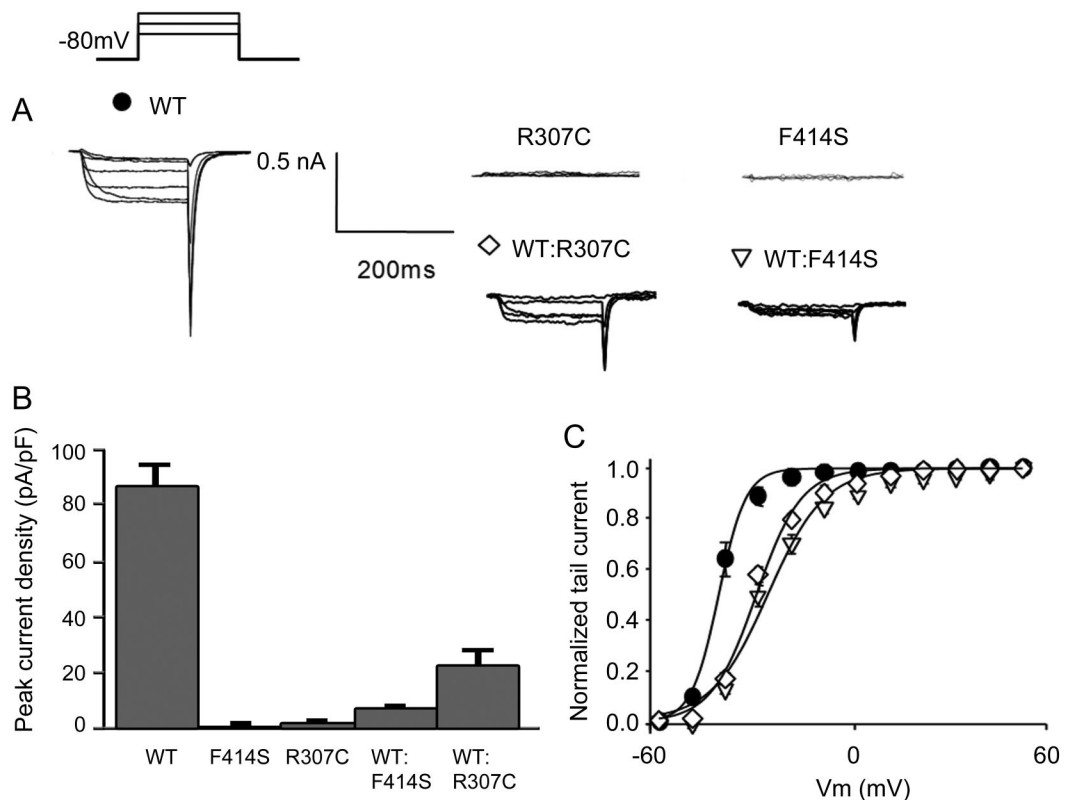 -80mV
A
WT
0.5 nA
200ms
R307C
F414S
WT:R307C
WT:F414S
B
Peak current density (pA/pF)
100
80
60
40
20
0
WT
F414S
R307C
WT:
F414S
WT:
R307C
C
Normalized tail current
1.0
0.8
0.6
0.4
0.2
0.0
-60
0
60
Vm (mV)